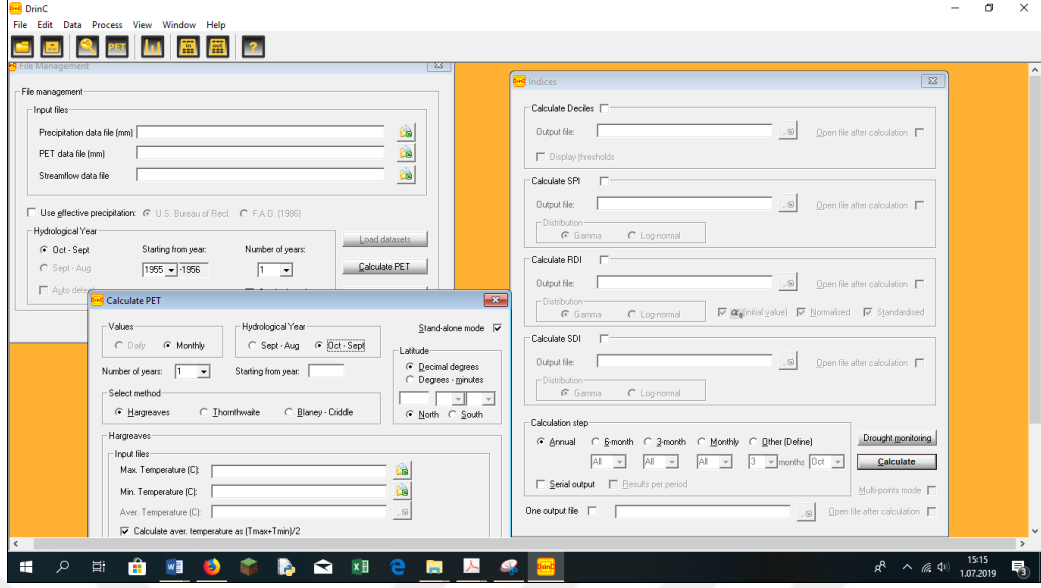 DrinC
File Edit Data Process View Window Help
PET in out ?
File Management
File management
Input files
Precipitation data file (mm)
PET data file (mm)
Streamflow data file
Use effective precipitation: U.S. Bureau of Recl. F.A.O. (1986)
Hydrological Year
Oct - Sept
Sept - Aug
Starting from year:
1955 -1956
Number of years:
1
Load datasets
Calculate PET
Calculate PET
Values
Daily Monthly
Hydrological Year
Sept - Aug Oct - Sept
Stand-alone mode
Number of years: 1 Starting from year:
Latitude
Decimal degrees
Degrees - minutes
North South
Select method
Hargreaves Thornthwaite Blaney - Criddle
Hargreaves
Input files
Max. Temperature (C):
Min. Temperature (C):
Aver. Temperature (C):
Calculate aver. temperature as (Tmax+Tmin)/2
Indices
Calculate Deciles
Output file: Open file after calculation
Display thresholds
Calculate SPI
Output file: Open file after calculation
Distribution
Gamma Log-normal
Calculate RDI
Output file: Open file after calculation
Distribution
Gamma Log-normal α₀(initial value) Normalised Standardised
Calculate SDI
Output file: Open file after calculation
Distribution
Gamma Log-normal
Calculation step
Annual 6-month 3-month Monthly Other (Define)
All All All 3 months Oct
Serial output Results per period
Drought monitoring
Calculate
Multi-points mode
One output file Open file after calculation
15:15
1.07.2019